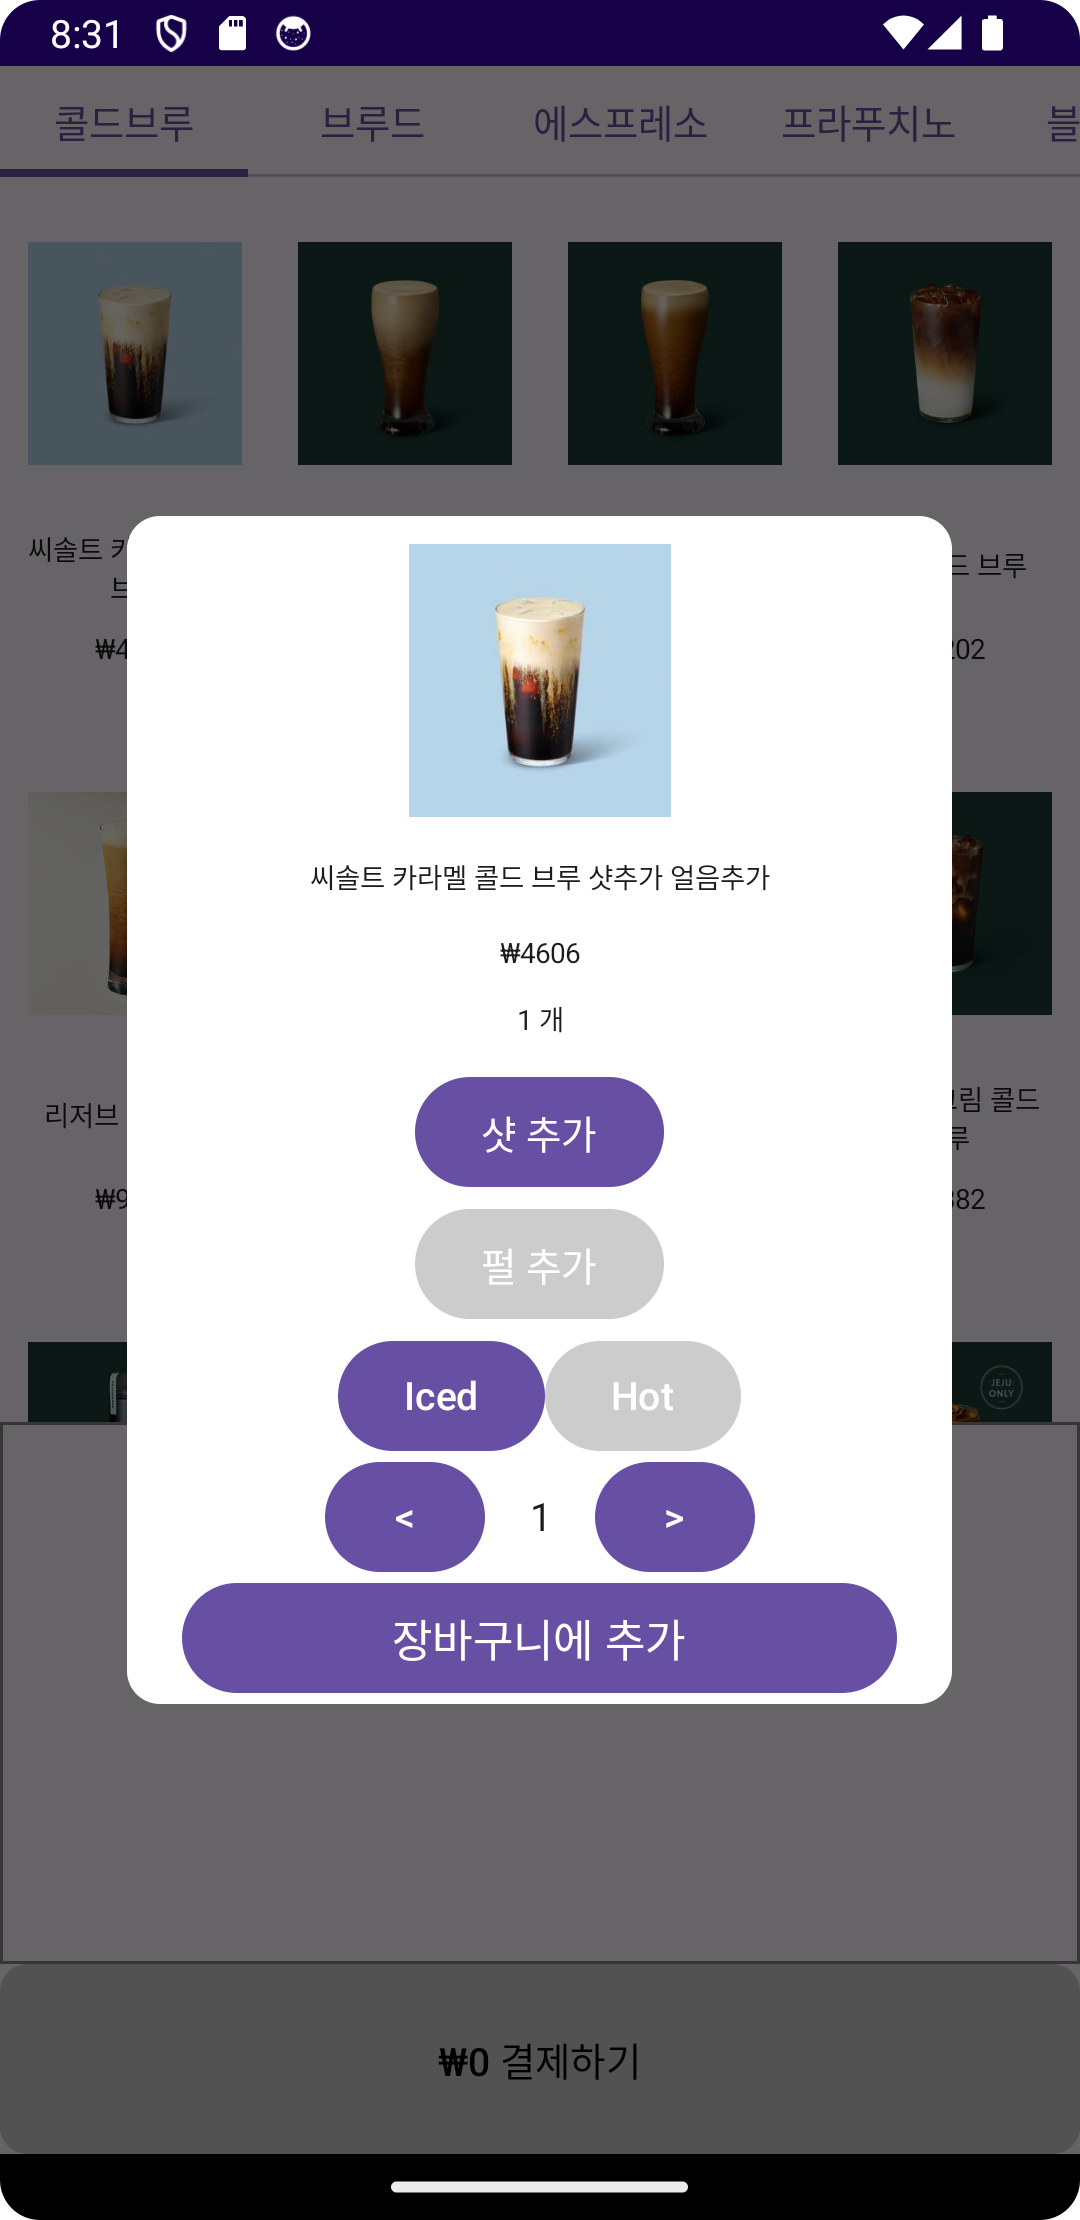 8:31
콜드브루 브루드 에스프레소 프라푸치노 블
씨솔트
드 브루
₩4
202
씨솔트 카라멜 콜드 브루 샷추가 얼음추가
₩4606
1 개
리저브
크림 콜드
루
₩9
382
샷 추가
펄 추가
Iced Hot
JEJU
ONLY
< 1 >
장바구니에 추가
₩0 결제하기